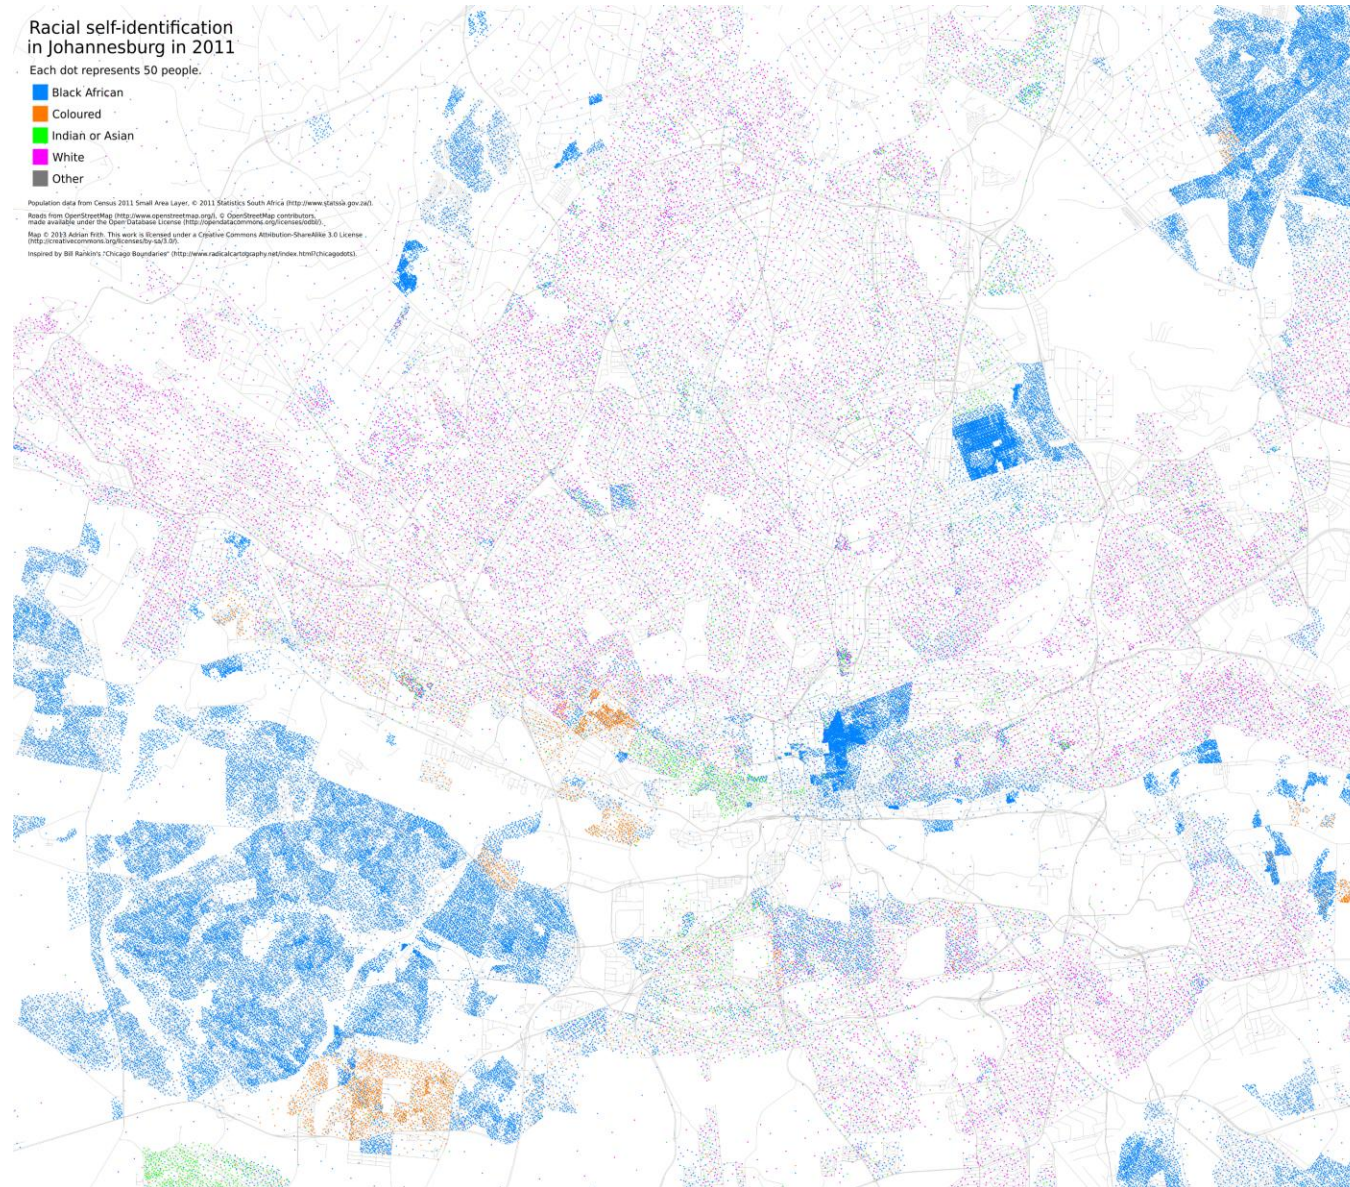 Racial self-identification
in Johannesburg in 2011
Each dot represents 50 people.
Black African
Coloured
Indian or Asian
White
Other
Population data from Census 2011 Small Area Layer, © 2011 Statistics South Africa (http://www.statssa.gov.za/).
Roads from OpenStreetMap (http://www.openstreetmap.org/), © OpenStreetMap contributors,
made available under the Open Database License (http://opendatacommons.org/licenses/odbl/).
Map © 2013 Adrian Frith. This work is licensed under a Creative Commons Attribution-ShareAlike 3.0 License
(http://creativecommons.org/licenses/by-sa/3.0/).
Inspired by Bill Rankin's "Chicago Boundaries" (http://www.radicalcartography.net/index.html?chicagodots).